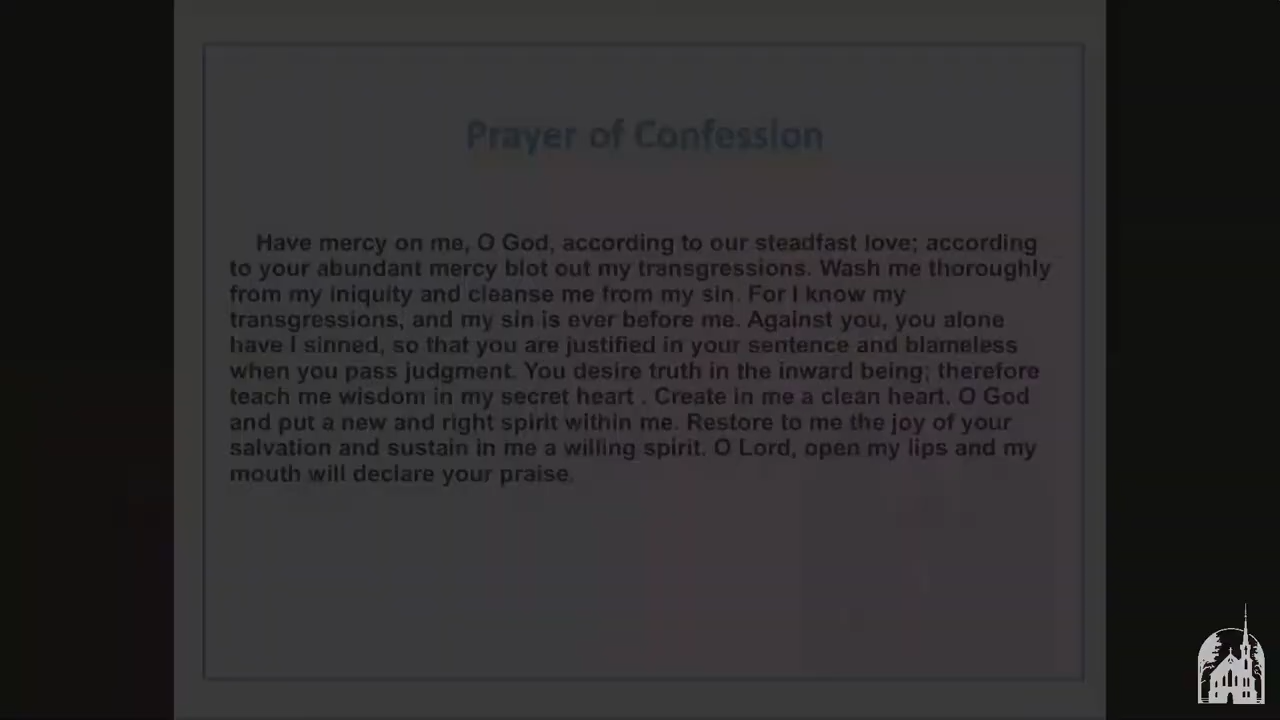 Prayer of Confession
Have mercy on me, O God, according to our steadfast love; according
to your abundant mercy blot out my transgressions. Wash me thoroughly
from my iniquity and cleanse me from my sin. For I know my
transgressions, and my sin is ever before me. Against you, you alone
have I sinned, so that you are justified in your sentence and blameless
when you pass judgment. You desire truth in the inward being; therefore
teach me wisdom in my secret heart . Create in me a clean heart. O God
and put a new and right spirit within me. Restore to me the joy of your
salvation and sustain in me a willing spirit. O Lord, open my lips and my
mouth will declare your praise.